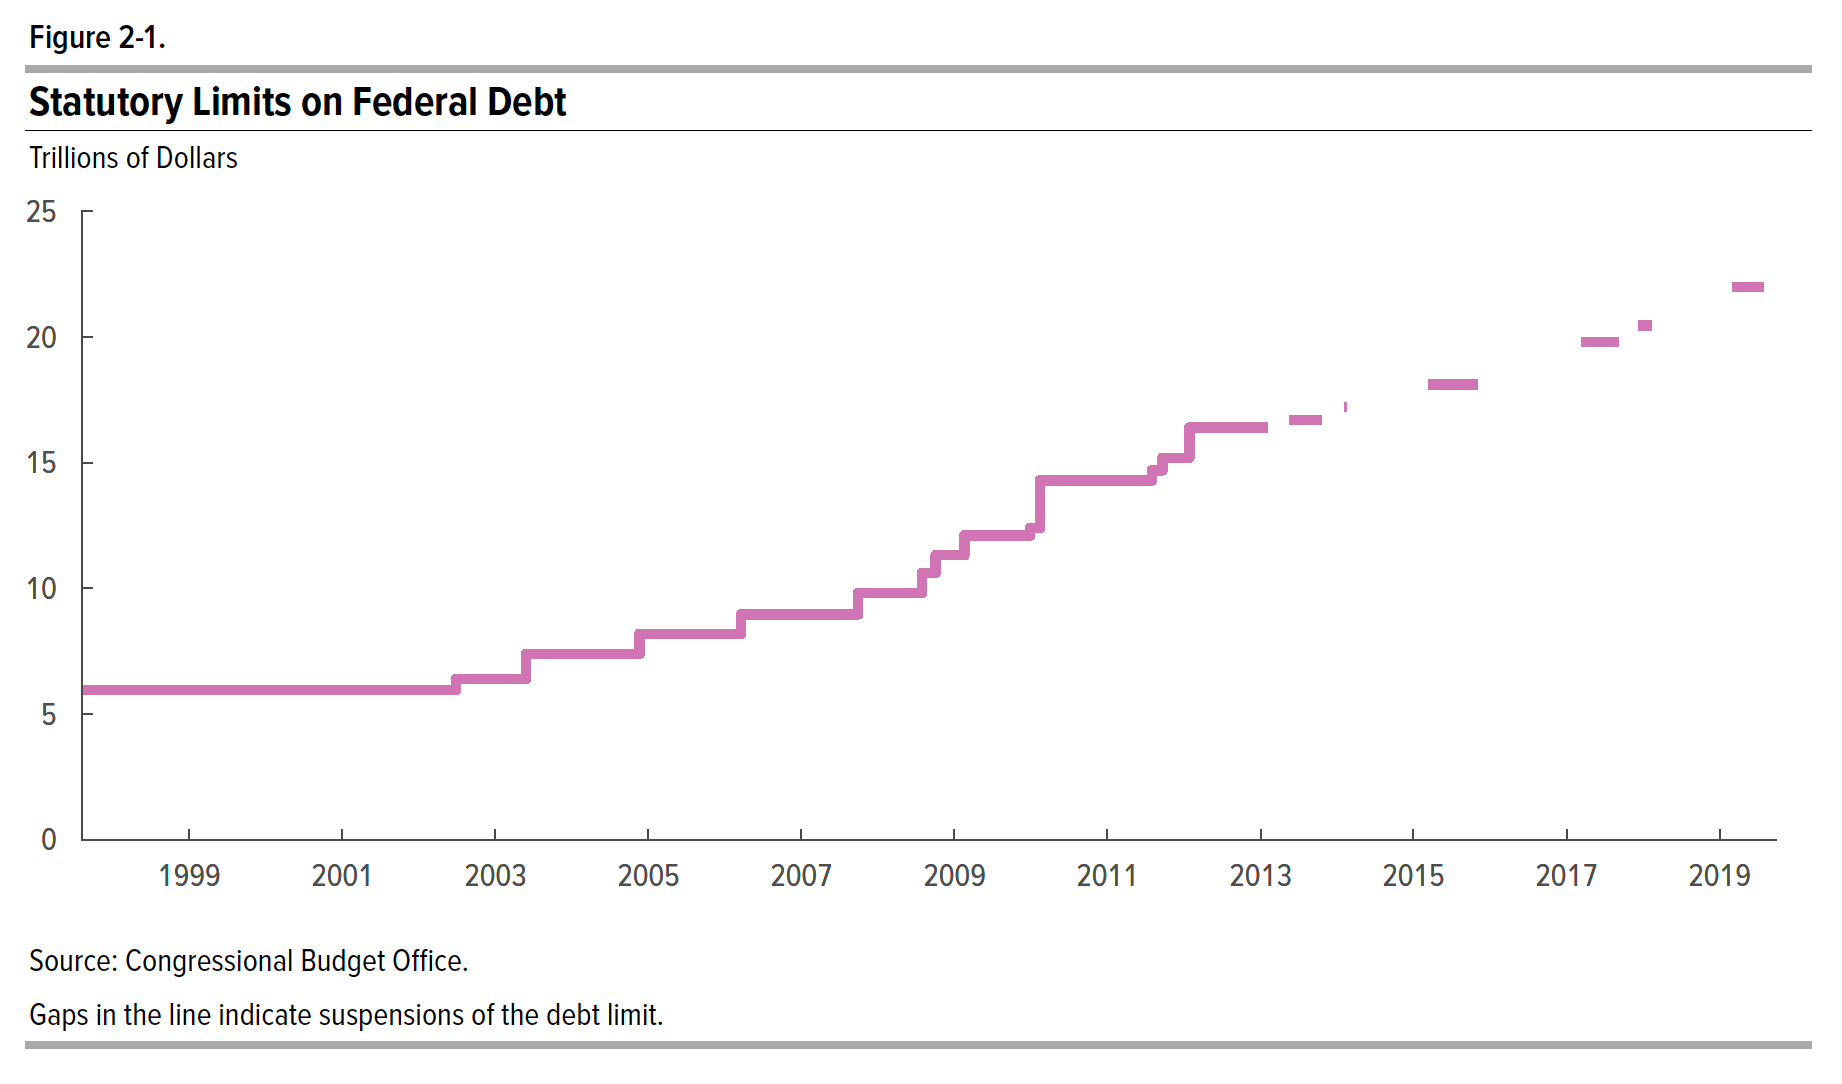 Figure 2-1.
Statutory Limits on Federal Debt
Trillions of Dollars
25
20
15
10
5
0
1999 2001 2003 2005 2007 2009 2011 2013 2015 2017 2019
Source: Congressional Budget Office.
Gaps in the line indicate suspensions of the debt limit.